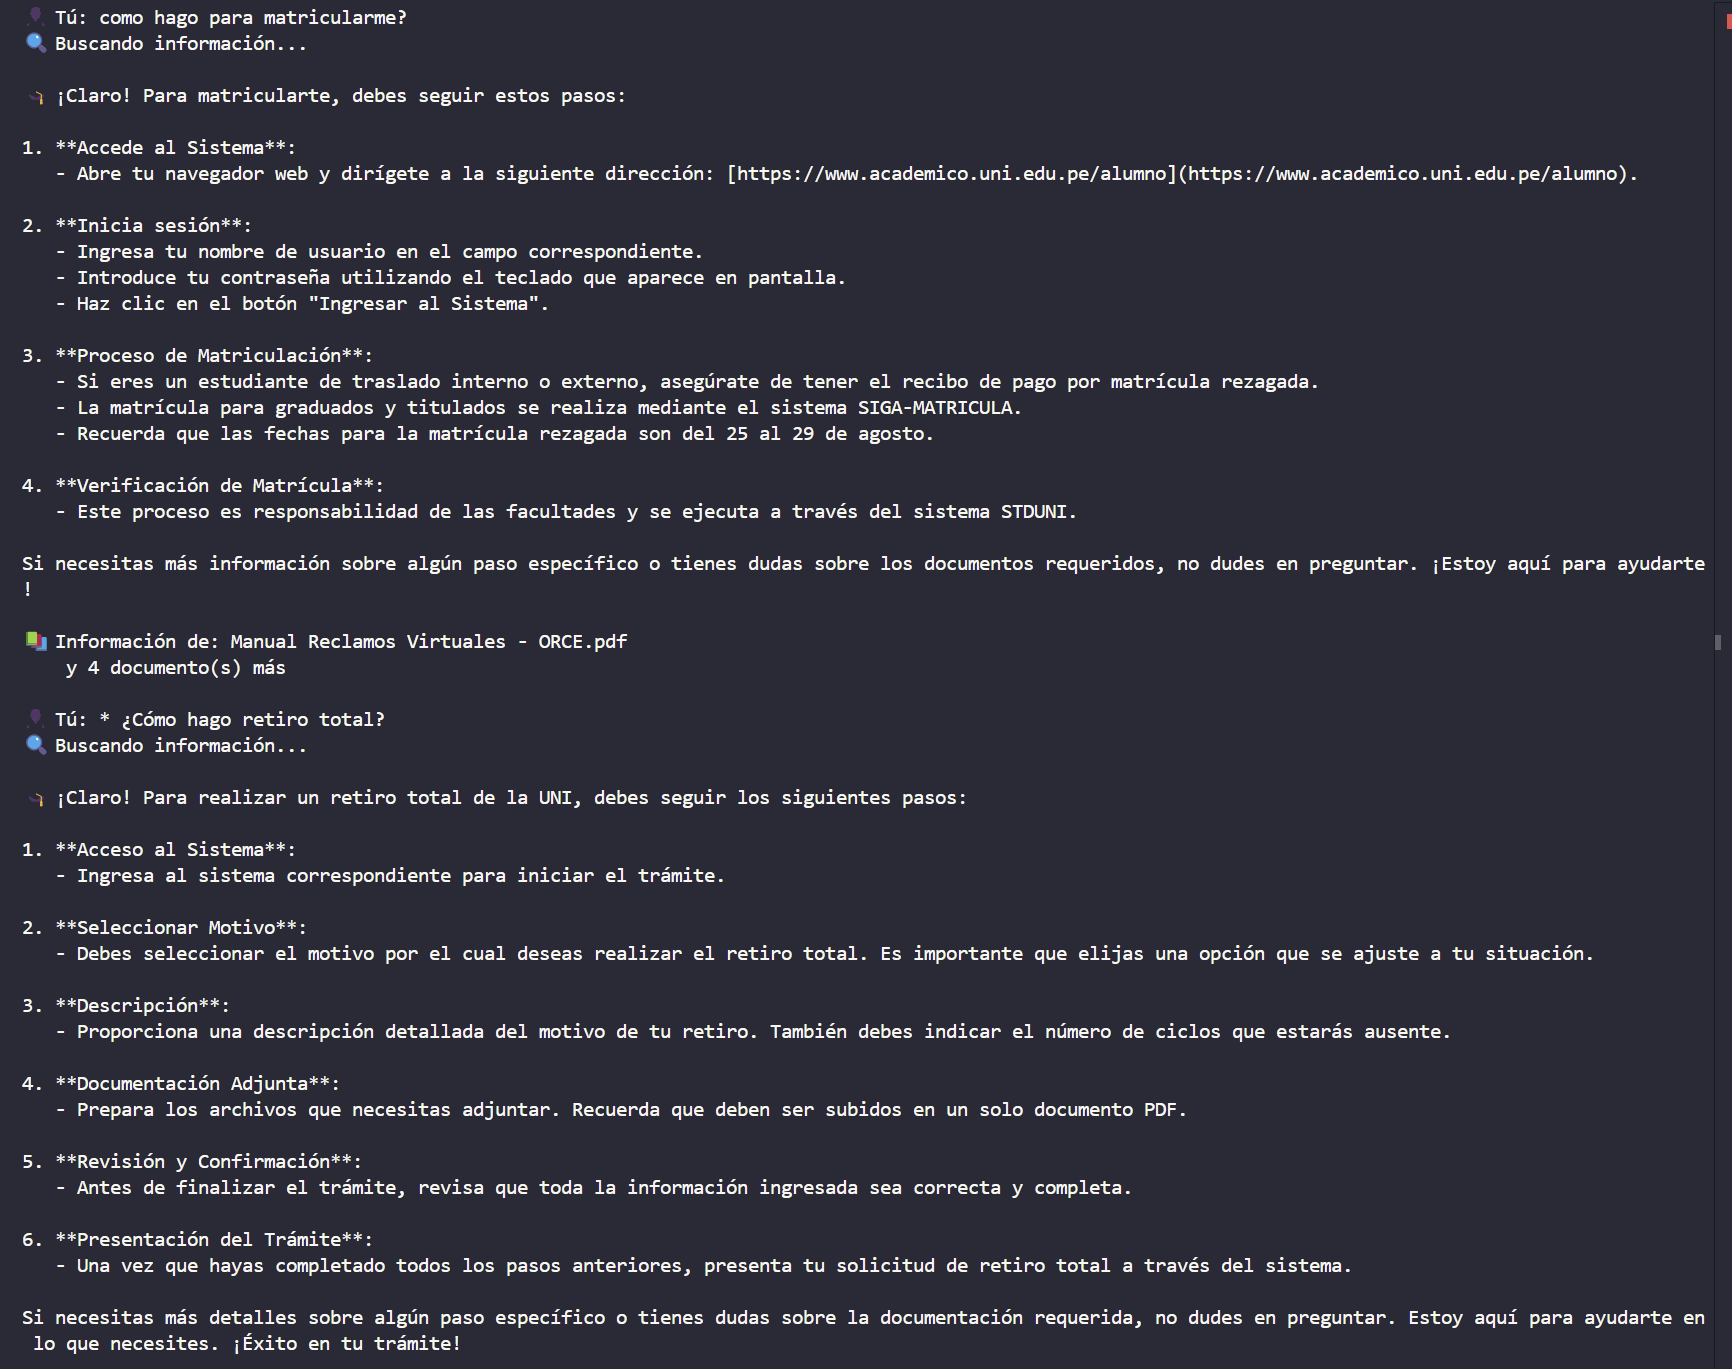 Tú: como hago para matricularme?
Buscando información...
¡Claro! Para matricularte, debes seguir estos pasos:
1. **Accede al Sistema**:
- Abre tu navegador web y dirígete a la siguiente dirección: [https://www.academico.uni.edu.pe/alumno](https://www.academico.uni.edu.pe/alumno).
2. **Inicia sesión**:
- Ingresa tu nombre de usuario en el campo correspondiente.
- Introduce tu contraseña utilizando el teclado que aparece en pantalla.
- Haz clic en el botón "Ingresar al Sistema".
3. **Proceso de Matriculación**:
- Si eres un estudiante de traslado interno o externo, asegúrate de tener el recibo de pago por matrícula rezagada.
- La matrícula para graduados y titulados se realiza mediante el sistema SIGA-MATRICULA.
- Recuerda que las fechas para la matrícula rezagada son del 25 al 29 de agosto.
4. **Verificación de Matrícula**:
- Este proceso es responsabilidad de las facultades y se ejecuta a través del sistema STDUNI.
Si necesitas más información sobre algún paso específico o tienes dudas sobre los documentos requeridos, no dudes en preguntar. ¡Estoy aquí para ayudarte
!
Información de: Manual Reclamos Virtuales - ORCE.pdf
y 4 documento(s) más
Tú: * ¿Cómo hago retiro total?
Buscando información...
¡Claro! Para realizar un retiro total de la UNI, debes seguir los siguientes pasos:
1. **Acceso al Sistema**:
- Ingresa al sistema correspondiente para iniciar el trámite.
2. **Seleccionar Motivo**:
- Debes seleccionar el motivo por el cual deseas realizar el retiro total. Es importante que elijas una opción que se ajuste a tu situación.
3. **Descripción**:
- Proporciona una descripción detallada del motivo de tu retiro. También debes indicar el número de ciclos que estarás ausente.
4. **Documentación Adjunta**:
- Prepara los archivos que necesitas adjuntar. Recuerda que deben ser subidos en un solo documento PDF.
5. **Revisión y Confirmación**:
- Antes de finalizar el trámite, revisa que toda la información ingresada sea correcta y completa.
6. **Presentación del Trámite**:
- Una vez que hayas completado todos los pasos anteriores, presenta tu solicitud de retiro total a través del sistema.
Si necesitas más detalles sobre algún paso específico o tienes dudas sobre la documentación requerida, no dudes en preguntar. Estoy aquí para ayudarte en
lo que necesites. ¡Éxito en tu trámite!